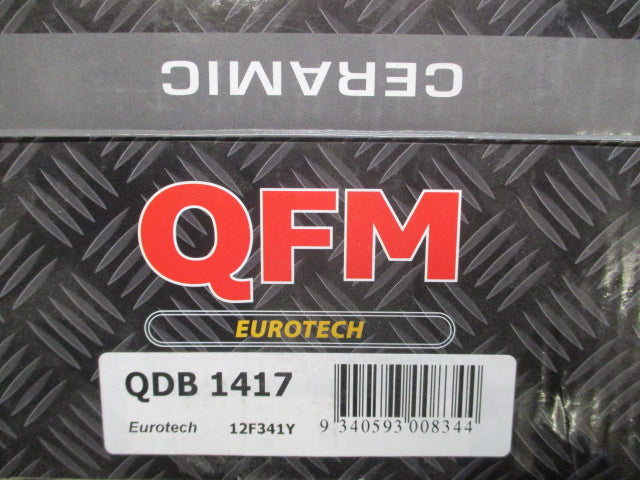 CERAMIC
QFM
EUROTECH
QDB 1417
Eurotech 12F341Y
9 340593 008344